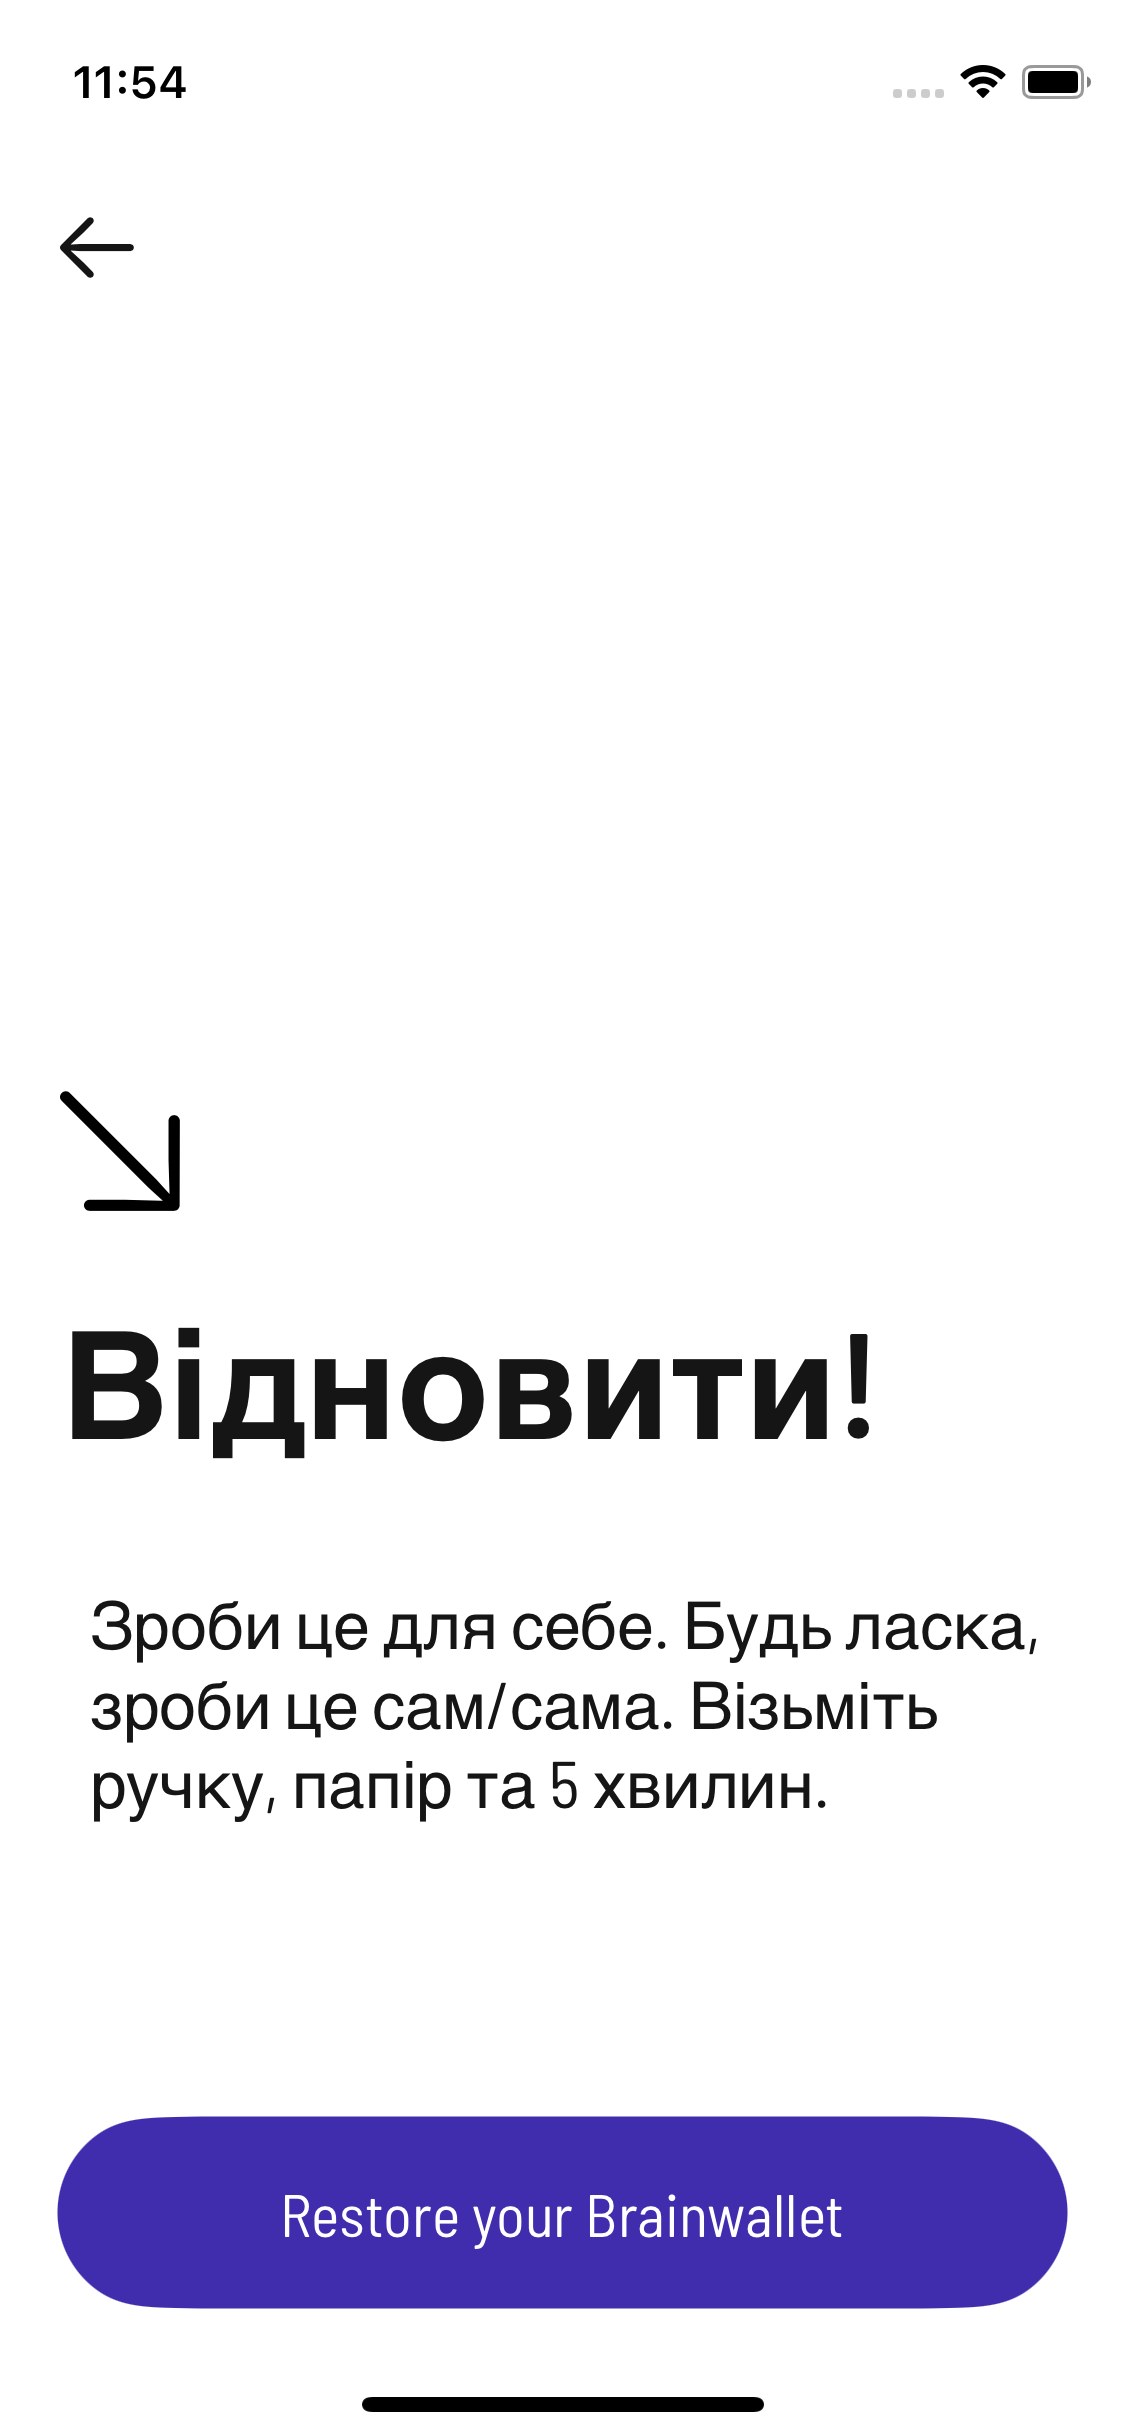 11:54
Відновити!
Зроби це для себе. Будь ласка,
зроби це сам/сама. Візьміть
ручку, папір та 5 хвилин.
Restore your Brainwallet